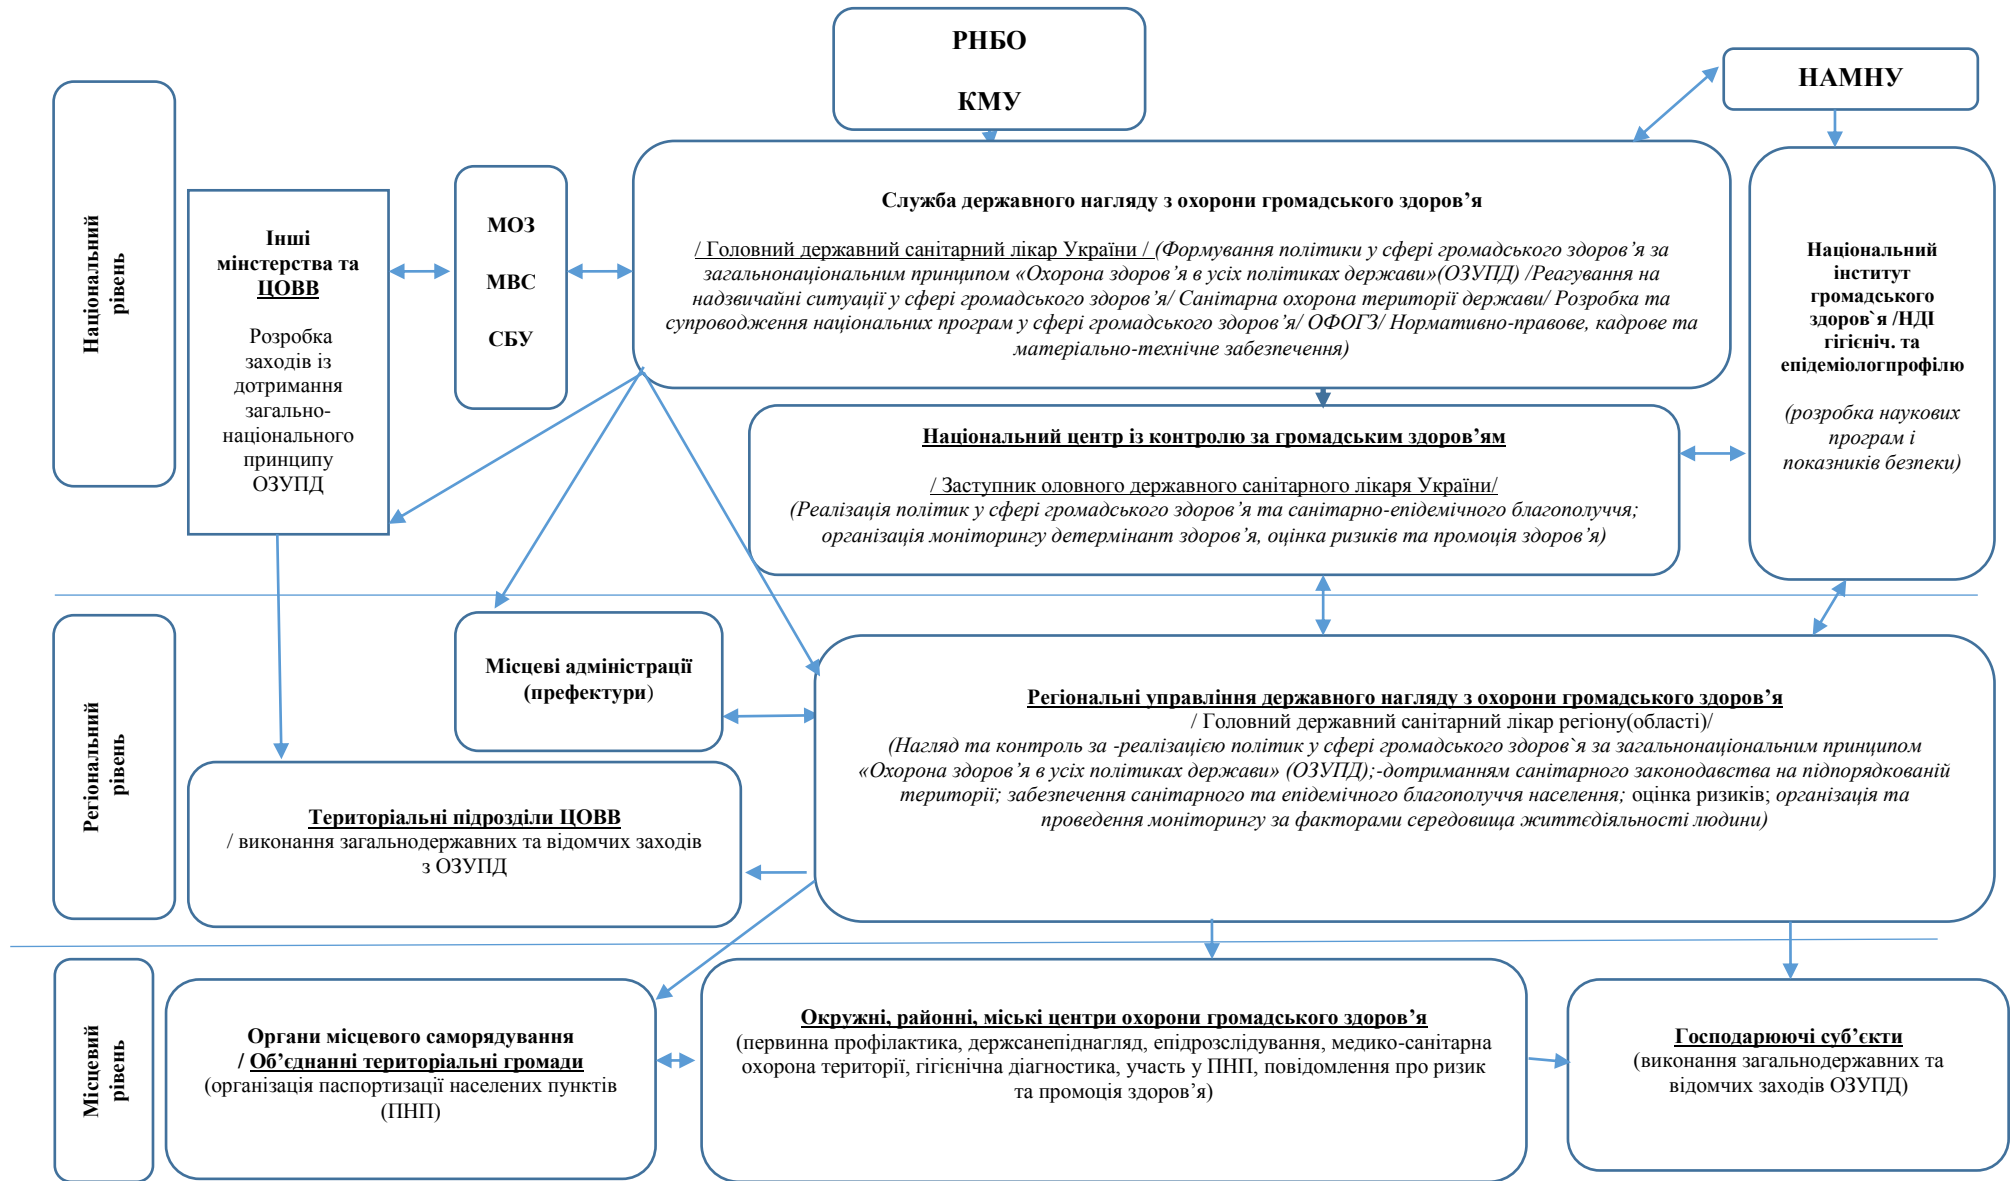 РНБО
КМУ
НАМНУ
Національний
рівень
Інші
мінстерства та
ЦОВВ
Розробка
заходів із
дотримання
загально-
національного
принципу
ОЗУПД
МОЗ
МВС
СБУ
Служба державного нагляду з охорони громадського здоров’я
/ Головний державний санітарний лікар України / (Формування політики у сфері громадського здоров’я за
загальнонаціональним принципом «Охорона здоров’я в усіх політиках держави»(ОЗУПД) /Реагування на
надзвичайні ситуації у сфері громадського здоров’я/ Санітарна охорона території держави/ Розробка та
супроводження національних програм у сфері громадського здоров’я/ ОФОГЗ/ Нормативно-правове, кадрове та
матеріально-технічне забезпечення)
Національний
інститут
громадського
здоров`я /НДІ
гігієніч. та
епідеміологпрофілю
(розробка наукових
програм і
показників безпеки)
Національний центр із контролю за громадським здоров’ям
/ Заступник оловного державного санітарного лікаря України/
(Реалізація політик у сфері громадського здоров’я та санітарно-епідемічного благополуччя;
організація моніторингу детермінант здоров’я, оцінка ризиків та промоція здоров’я)
Регіональний
рівень
Місцеві адміністрації
(префектури)
Регіональні управління державного нагляду з охорони громадського здоров’я
/ Головний державний санітарний лікар регіону(області)/
(Нагляд та контроль за -реалізацією політик у сфері громадського здоров`я за загальнонаціональним принципом
«Охорона здоров’я в усіх політиках держави» (ОЗУПД);-дотриманням санітарного законодавства на підпорядкованій
території; забезпечення санітарного та епідемічного благополуччя населення; оцінка ризиків; організація та
проведення моніторингу за факторами середовища життєдіяльності людини)
Територіальні підрозділи ЦОВВ
/ виконання загальнодержавних та відомчих заходів
з ОЗУПД
Місцевий
рівень
Органи місцевого саморядування
/ Об’єднанні територіальні громади
(організація паспортизації населених пунктів
(ПНП)
Окружні, районні, міські центри охорони громадського здоров’я
(первинна профілактика, держсанепіднагляд, епідрозслідування, медико-санітарна
охорона території, гігієнічна діагностика, участь у ПНП, повідомлення про ризик
та промоція здоров’я)
Господарюючі суб’єкти
(виконання загальнодержавних та
відомчих заходів ОЗУПД)